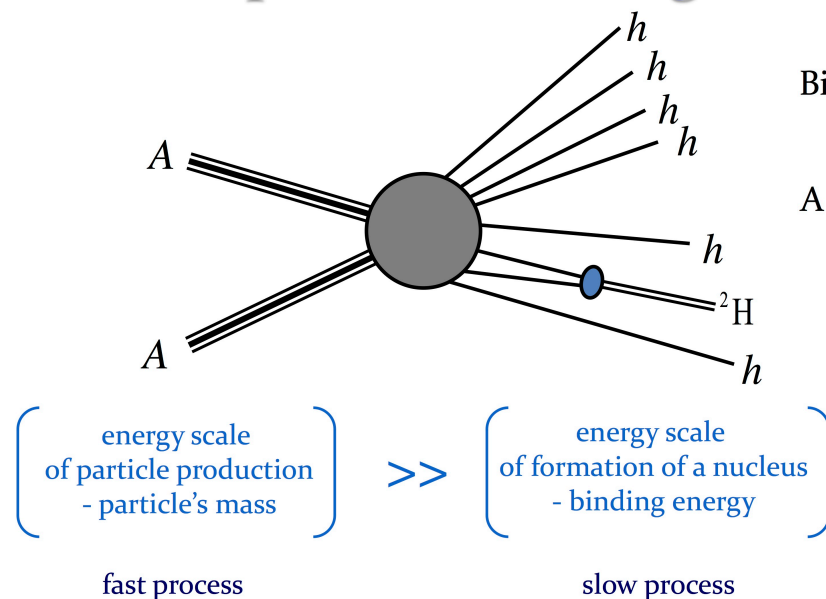 h
h
h
h
A
h
²H
A
h
energy scale
of particle production
- particle's mass
>>
energy scale
of formation of a nucleus
- binding energy
fast process
slow process